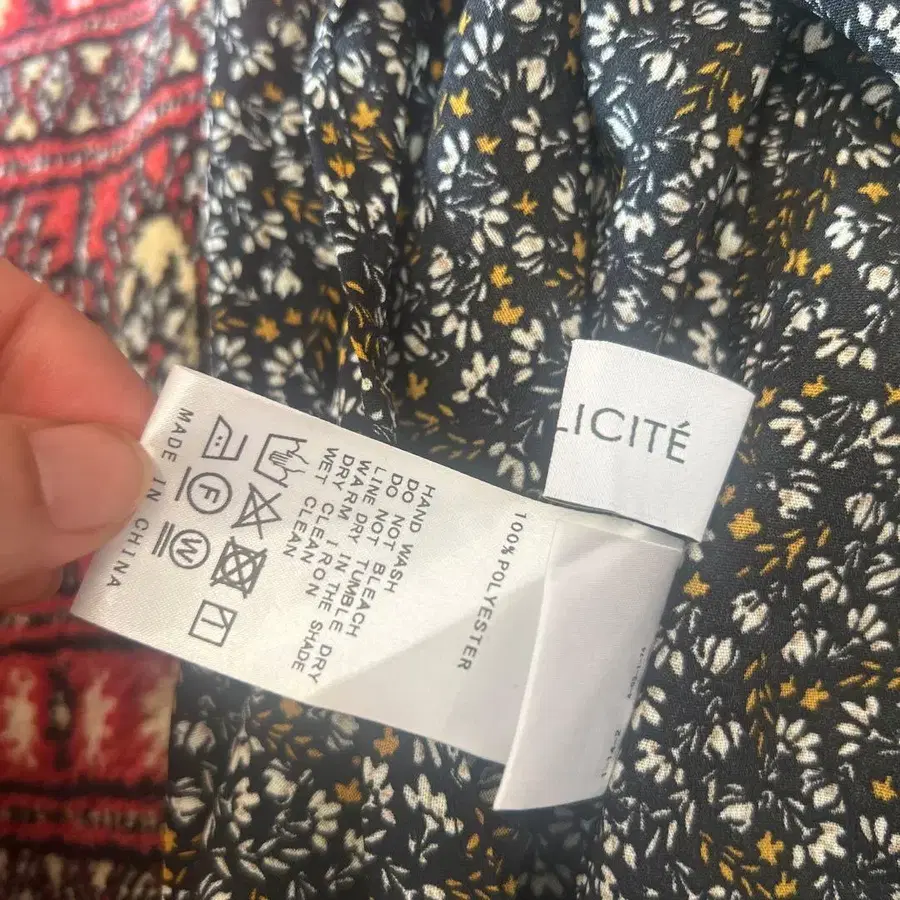 LICITÉ
100% POLYESTER
HAND WASH
DO NOT BLEACH
DO NOT TUMBLE DRY
LINE DRY IN THE SHADE
WARM IRON
DRY CLEAN
WET CLEAN
F
W
MADE IN CHINA